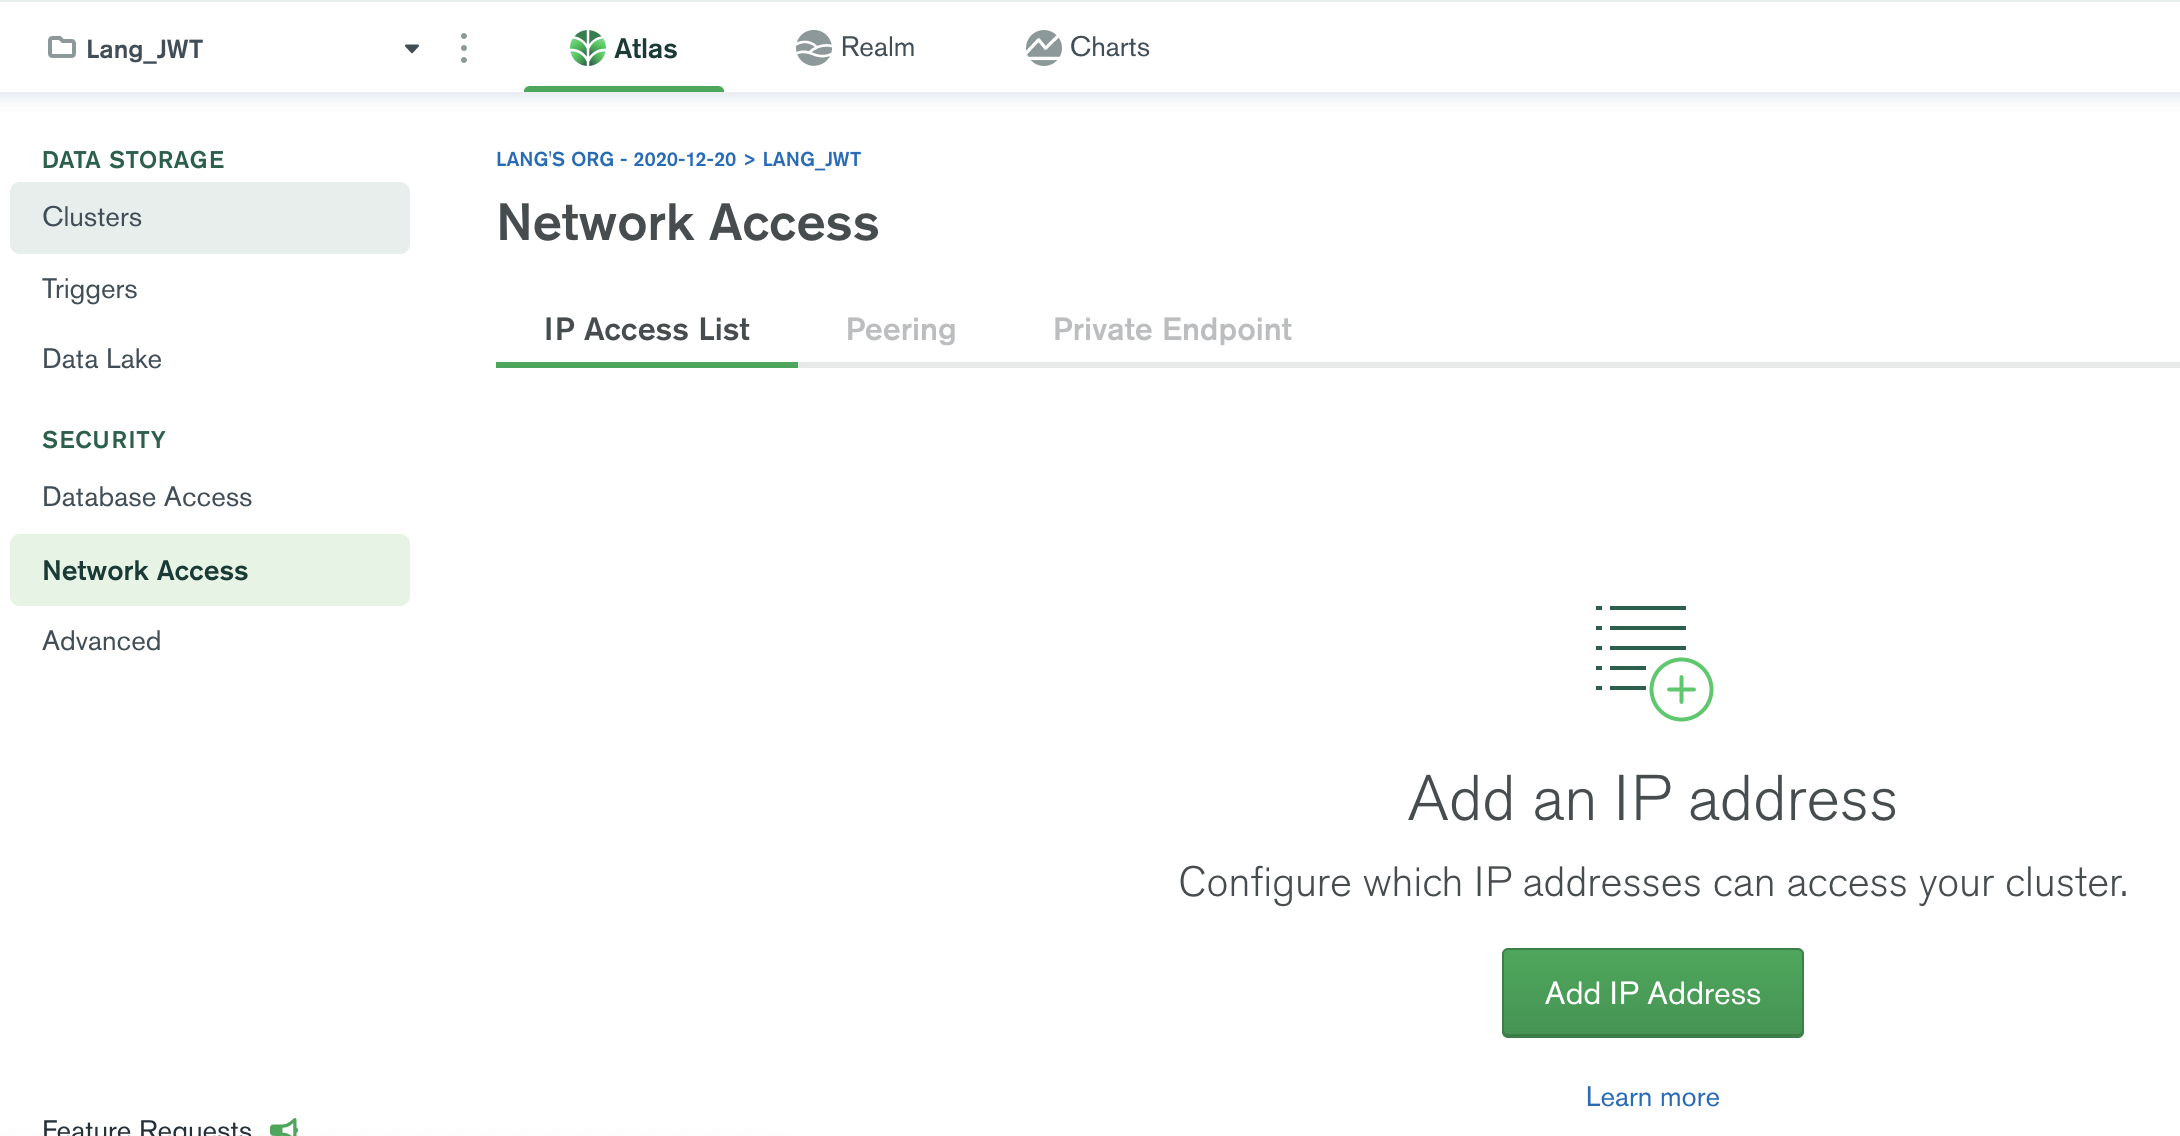 Lang_JWT
Atlas
Realm
Charts
DATA STORAGE
Clusters
Triggers
Data Lake
SECURITY
Database Access
Network Access
Advanced
Feature Requests
LANG'S ORG - 2020-12-20 > LANG_JWT
Network Access
IP Access List
Peering
Private Endpoint
Add an IP address
Configure which IP addresses can access your cluster.
Add IP Address
Learn more